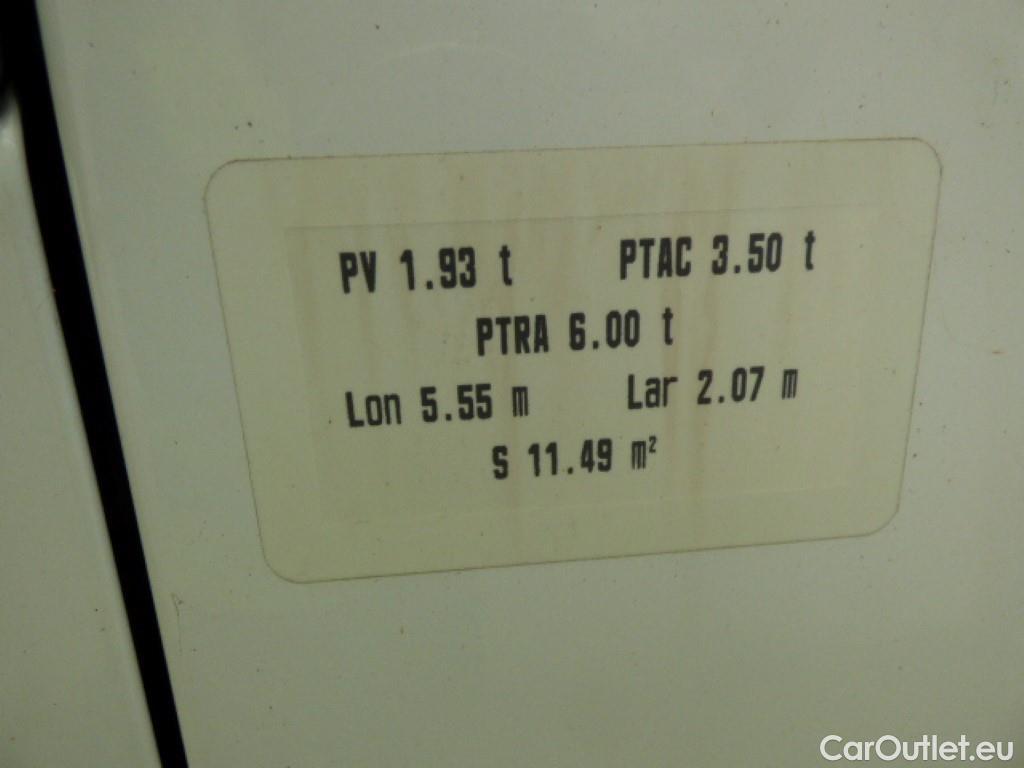 PV 1.93 t PTAC 3.50 t
PTRA 6.00 t
Lon 5.55 m Lar 2.07 m
S 11.49 m²
CarOutlet.eu